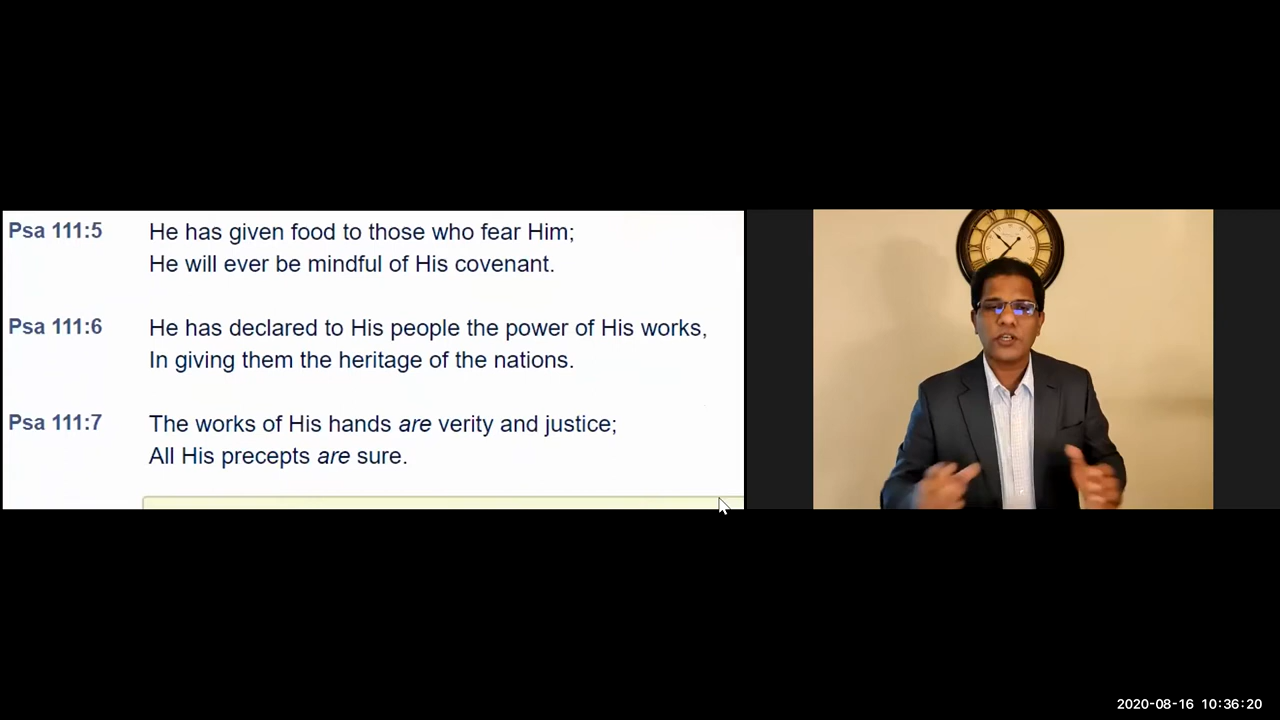 Psa 111:5 He has given food to those who fear Him;
He will ever be mindful of His covenant.
Psa 111:6 He has declared to His people the power of His works,
In giving them the heritage of the nations.
Psa 111:7 The works of His hands are verity and justice;
All His precepts are sure.
2020-08-16 10:36:20